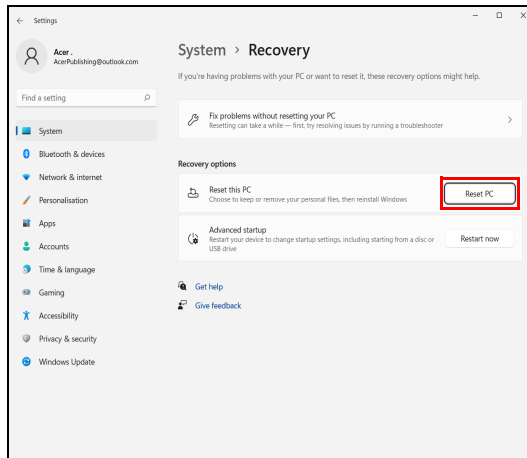 Settings
Acer .
AcerPublishing@outlook.com
Find a setting
System
Bluetooth & devices
Network & internet
Personalisation
Apps
Accounts
Time & language
Gaming
Accessibility
Privacy & security
Windows Update
System > Recovery
If you're having problems with your PC or want to reset it, these recovery options might help.
Fix problems without resetting your PC
Resetting can take a while — first, try resolving issues by running a troubleshooter
Recovery options
Reset this PC
Choose to keep or remove your personal files, then reinstall Windows
Reset PC
Advanced startup
Restart your device to change startup settings, including starting from a disc or
USB drive
Restart now
Get help
Give feedback